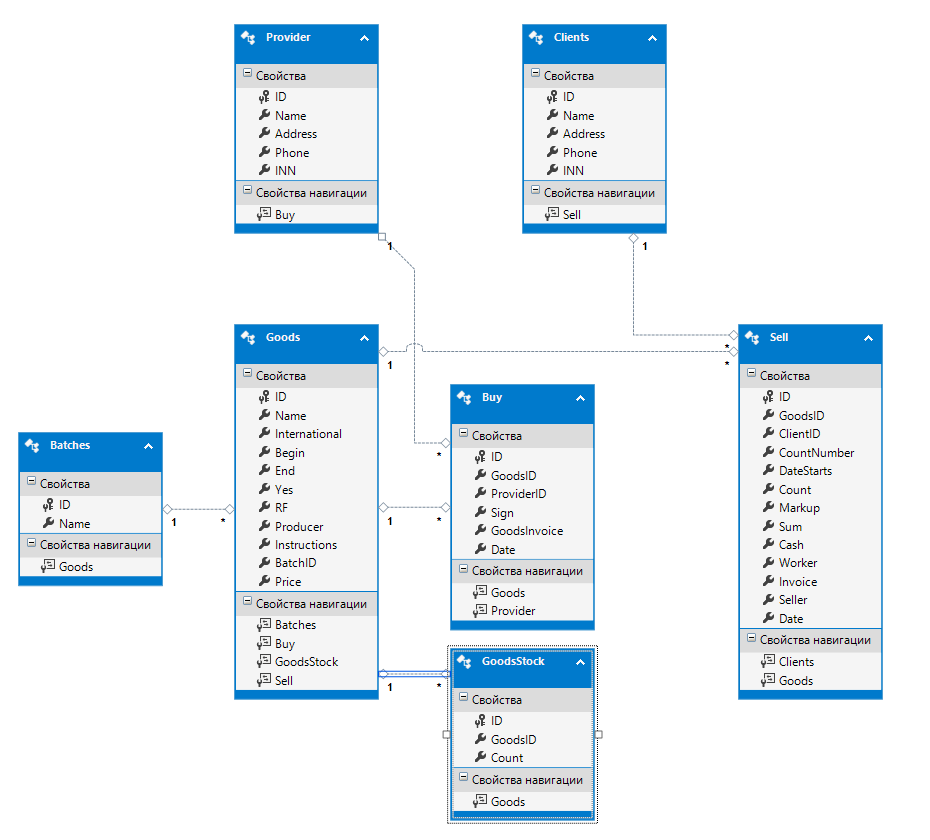 Provider
Свойства
ID
Name
Address
Phone
INN
Свойства навигации
Buy
1
Clients
Свойства
ID
Name
Address
Phone
INN
Свойства навигации
Sell
1
Goods
Свойства
ID
Name
International
Begin
End
Yes
RF
Producer
Instructions
BatchID
Price
Свойства навигации
Batches
Buy
GoodsStock
Sell
1
1
1
Batches
Свойства
ID
Name
Свойства навигации
Goods
1
*
Buy
Свойства
ID
GoodsID
ProviderID
Sign
GoodsInvoice
Date
Свойства навигации
Goods
Provider
*
*
GoodsStock
Свойства
ID
GoodsID
Count
Свойства навигации
Goods
*
Sell
Свойства
ID
GoodsID
ClientID
CountNumber
DateStarts
Count
Markup
Sum
Cash
Worker
Invoice
Seller
Date
Свойства навигации
Clients
Goods
*
*